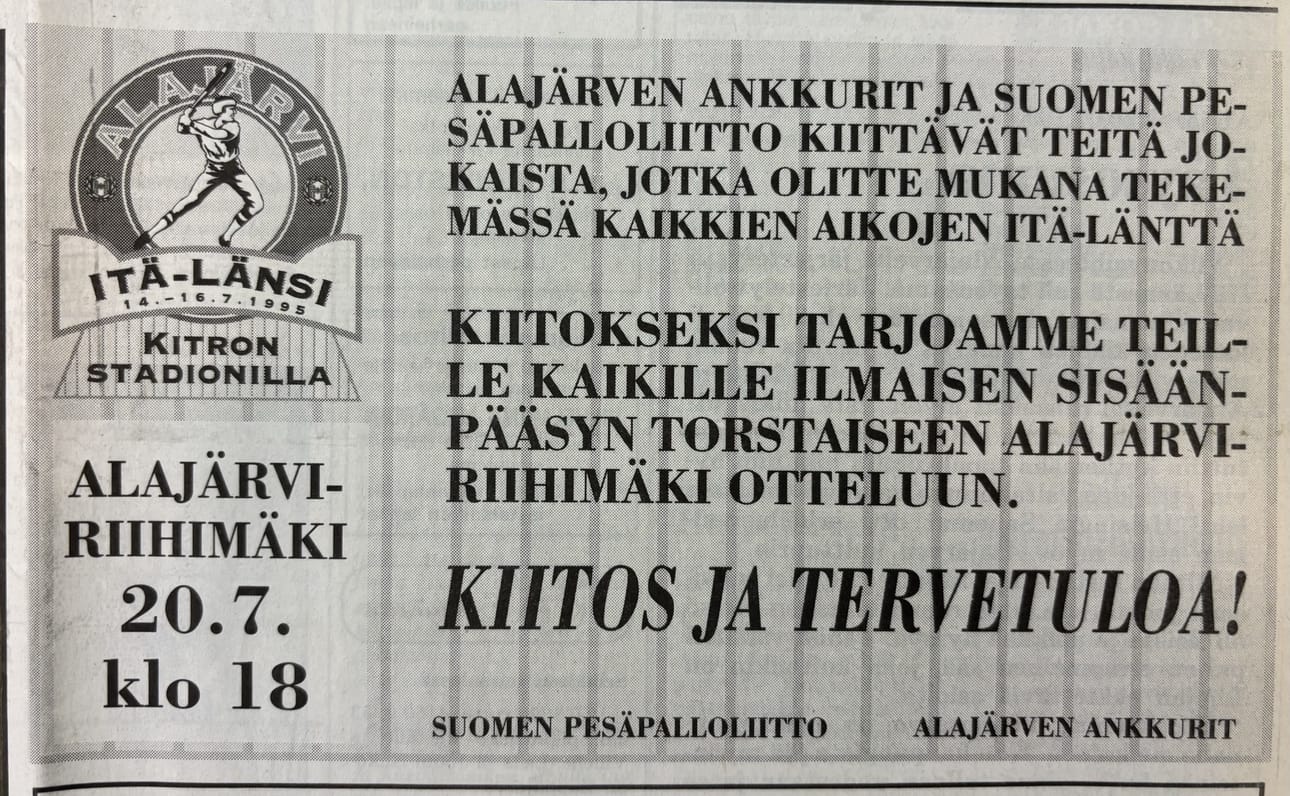 ALAJÄRVI
ITÄ-LÄNSI
14.-16.7.1995
KITRON
STADIONILLA
ALAJÄRVI-
RIIHIMÄKI
20.7.
klo 18
ALAJÄRVEN ANKKURIT JA SUOMEN PE-
SÄPALLOLIITTO KIITTÄVÄT TEITÄ JO-
KAISTA, JOTKA OLITTE MUKANA TEKE-
MÄSSÄ KAIKKIEN AIKOJEN ITÄ-LÄNTTÄ
KIITOKSEKSI TARJOAMME TEIL-
LE KAIKILLE ILMAISEN SISÄÄN-
PÄÄSYN TORSTAISEEN ALAJÄRVI-
RIIHIMÄKI OTTELUUN.
KIITOS JA TERVETULOA!
SUOMEN PESÄPALLOLIITTO ALAJÄRVEN ANKKURIT